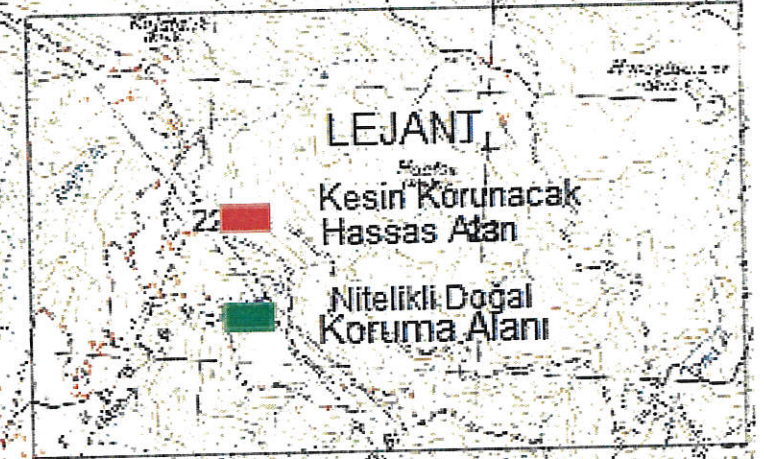 LEJANT
Kesin Korunacak
Hassas Alan
Nitelikli Doğal
Koruma Alanı